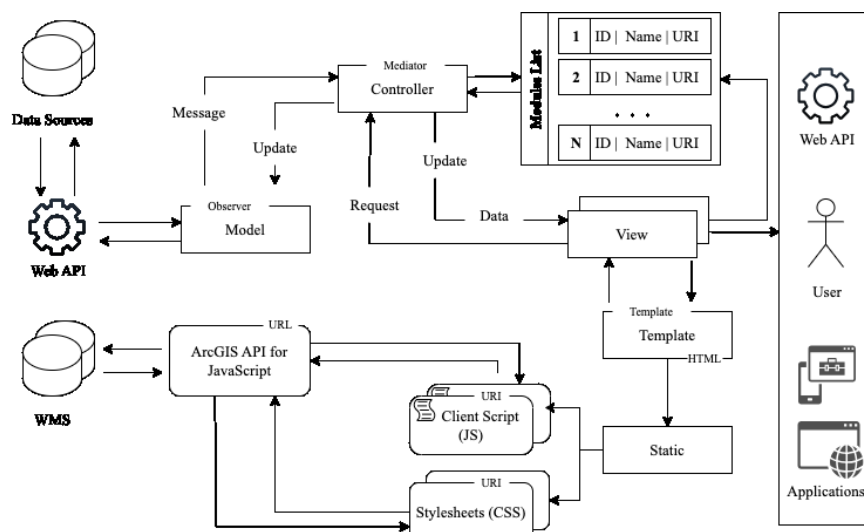 Data Sources
Message
Mediator
Controller
Modules List
1 ID | Name | URI
2 ID | Name | URI
. . .
N ID | Name | URI
Web API
Update
Update
Observer
Model
Request
Data
View
Web API
User
Template
Template
HTML
URL
ArcGIS API for
JavaScript
WMS
URI
Client Script
(JS)
Static
URI
Stylesheets (CSS)
Applications